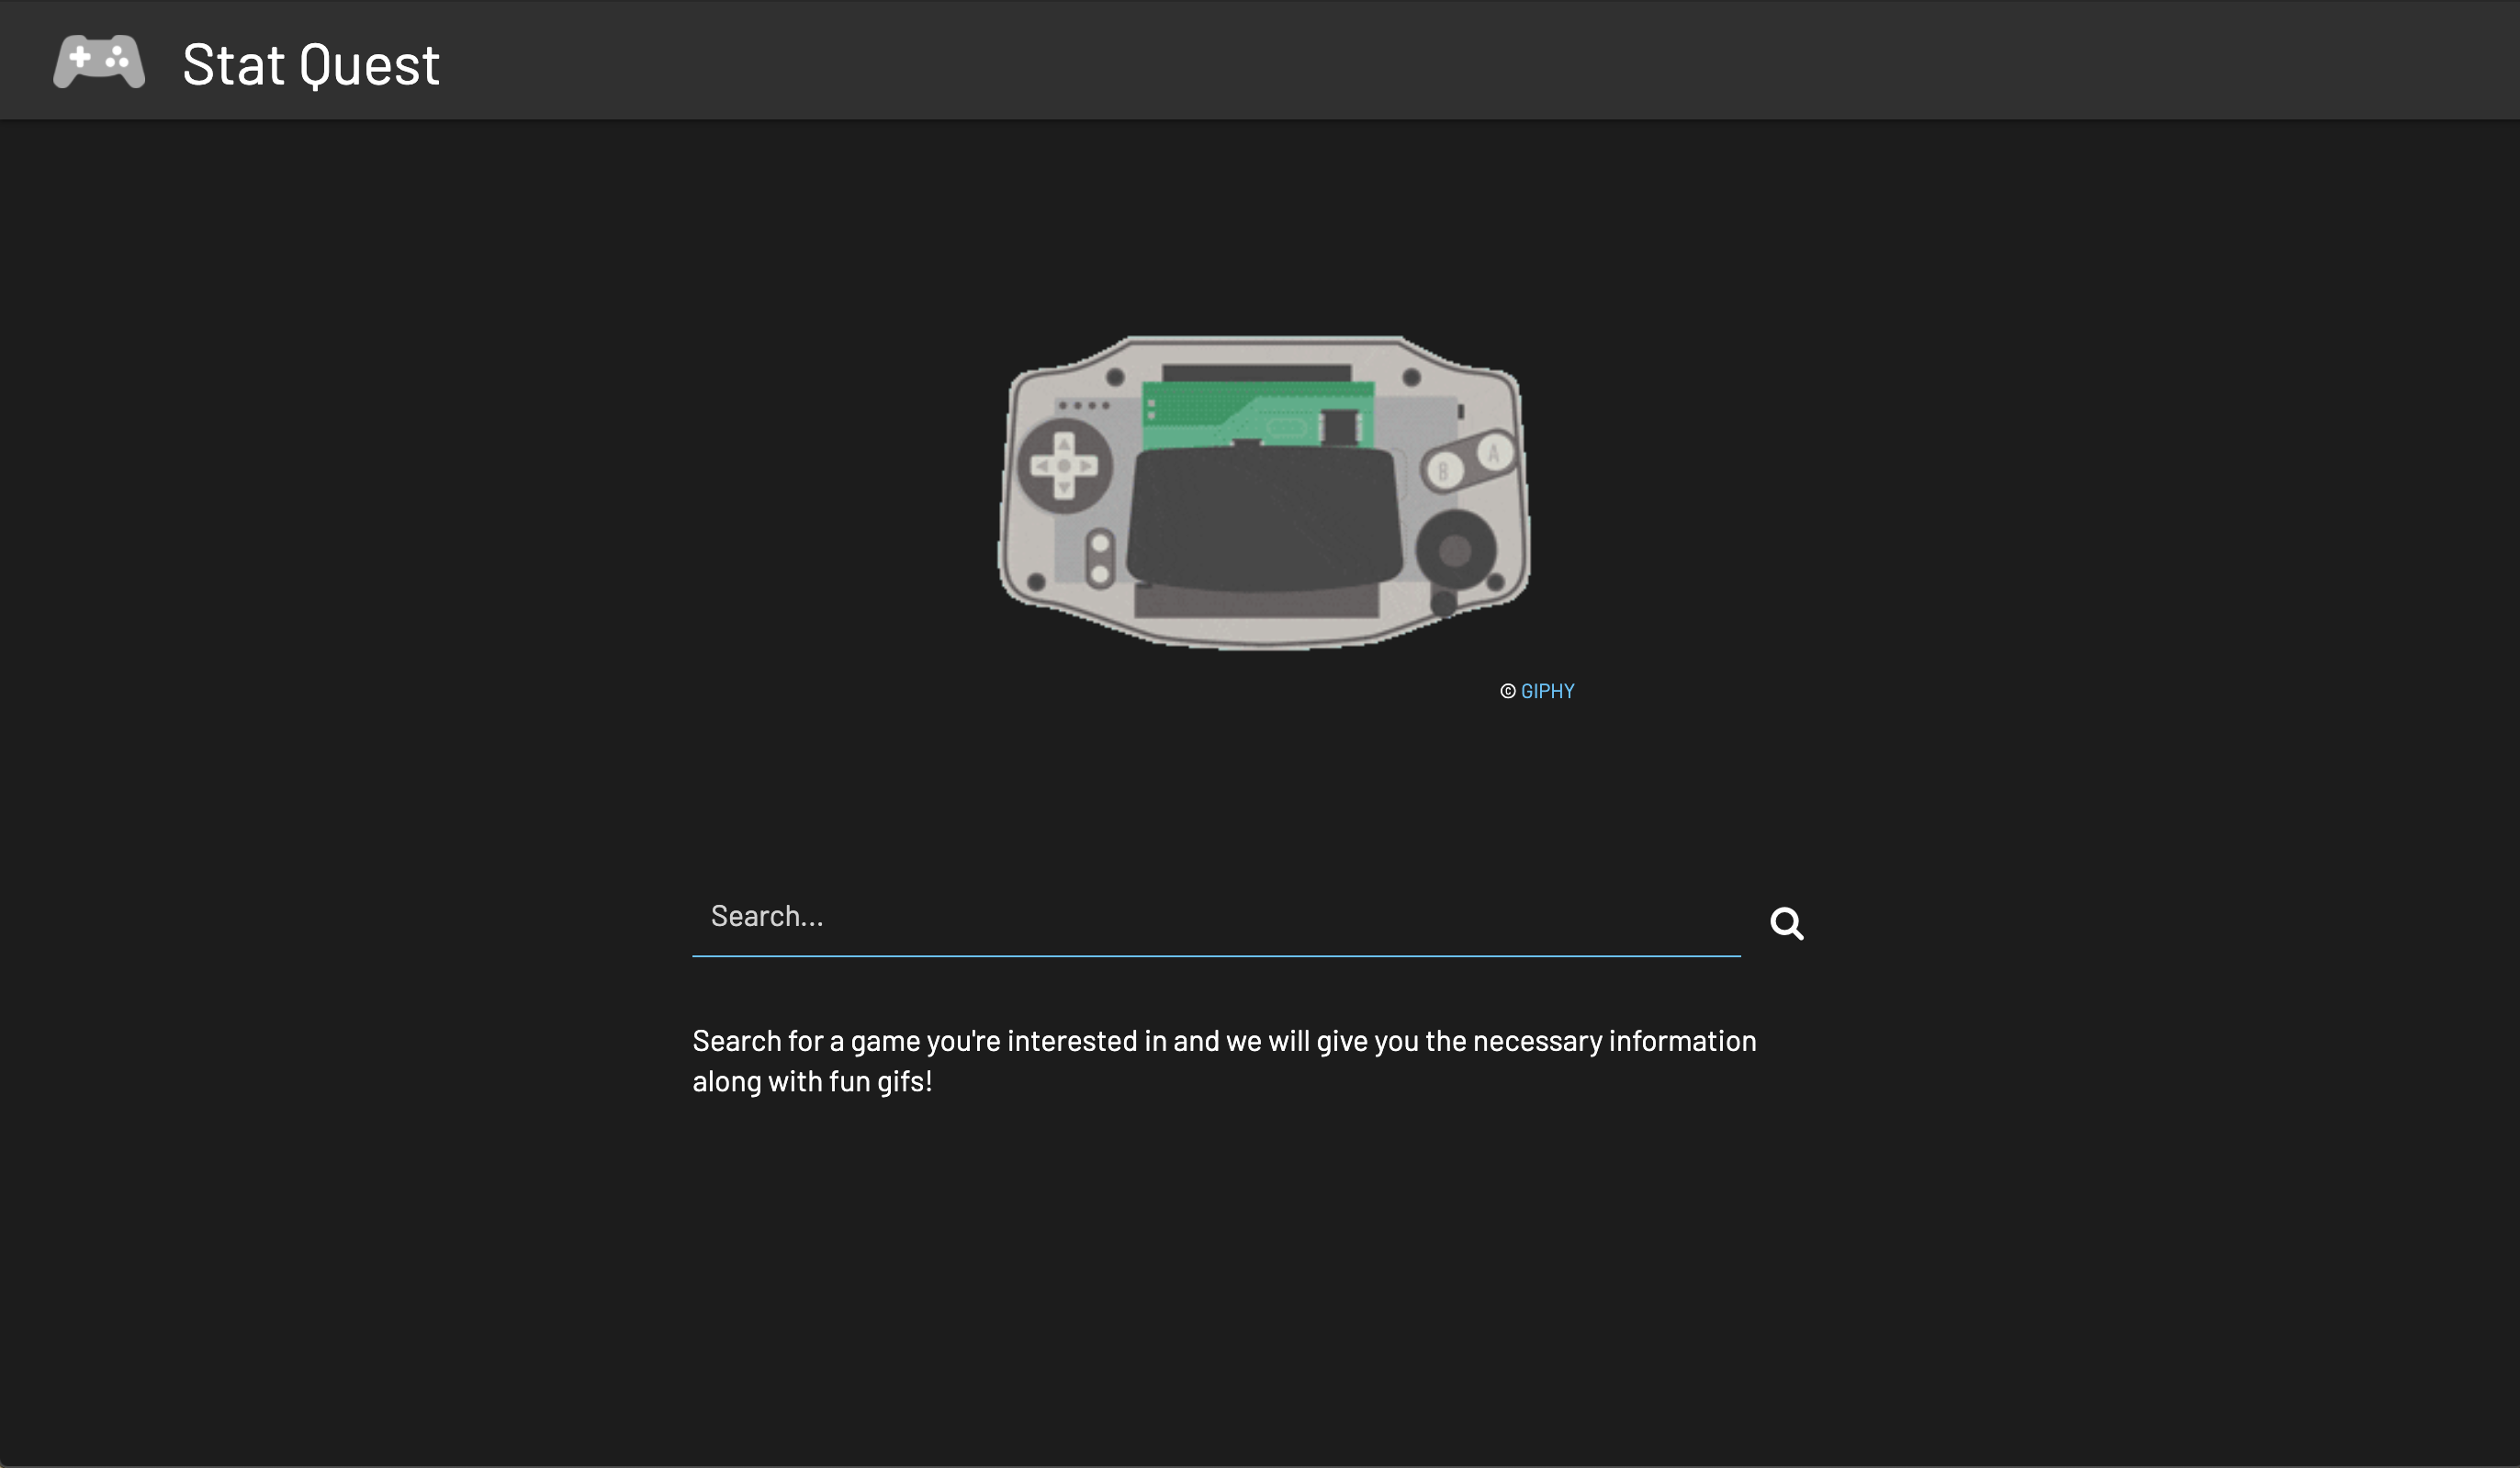 Stat Quest
B A
© GIPHY
Search...
Search for a game you're interested in and we will give you the necessary information
along with fun gifs!